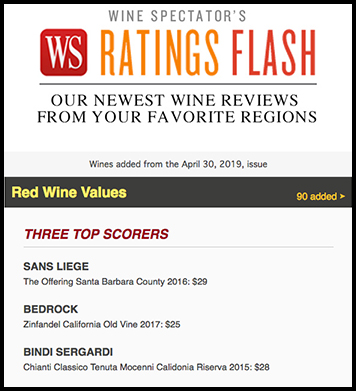 WINE SPECTATOR'S
WS RATINGS FLASH
OUR NEWEST WINE REVIEWS
FROM YOUR FAVORITE REGIONS
Wines added from the April 30, 2019, issue
Red Wine Values 90 added ➤
THREE TOP SCORERS
SANS LIEGE
The Offering Santa Barbara County 2016: $29
BEDROCK
Zinfandel California Old Vine 2017: $25
BINDI SERGARDI
Chianti Classico Tenuta Mocenni Calidonia Riserva 2015: $28